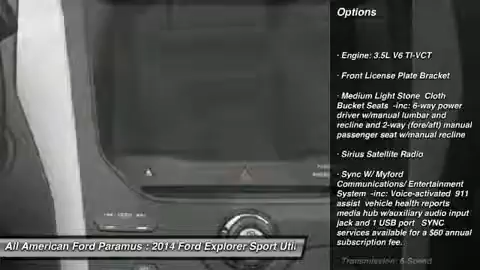 Options
· Engine: 3.5L V6 TI-VCT
· Front License Plate Bracket
· Medium Light Stone Cloth
Bucket Seats -inc: 6-way power
driver w/manual lumbar and
recline and 2-way (fore/aft) manual
passenger seat w/manual recline
· Sirius Satellite Radio
· Sync W/ Myford
Communications/ Entertainment
System -inc: Voice-activated 911
assist vehicle health reports
media hub w/auxiliary audio input
jack and 1 USB port SYNC
services available for a $60 annual
subscription fee.
· Transmission: 6 Speed
All American Ford Paramus : 2014 Ford Explorer Sport Uti.